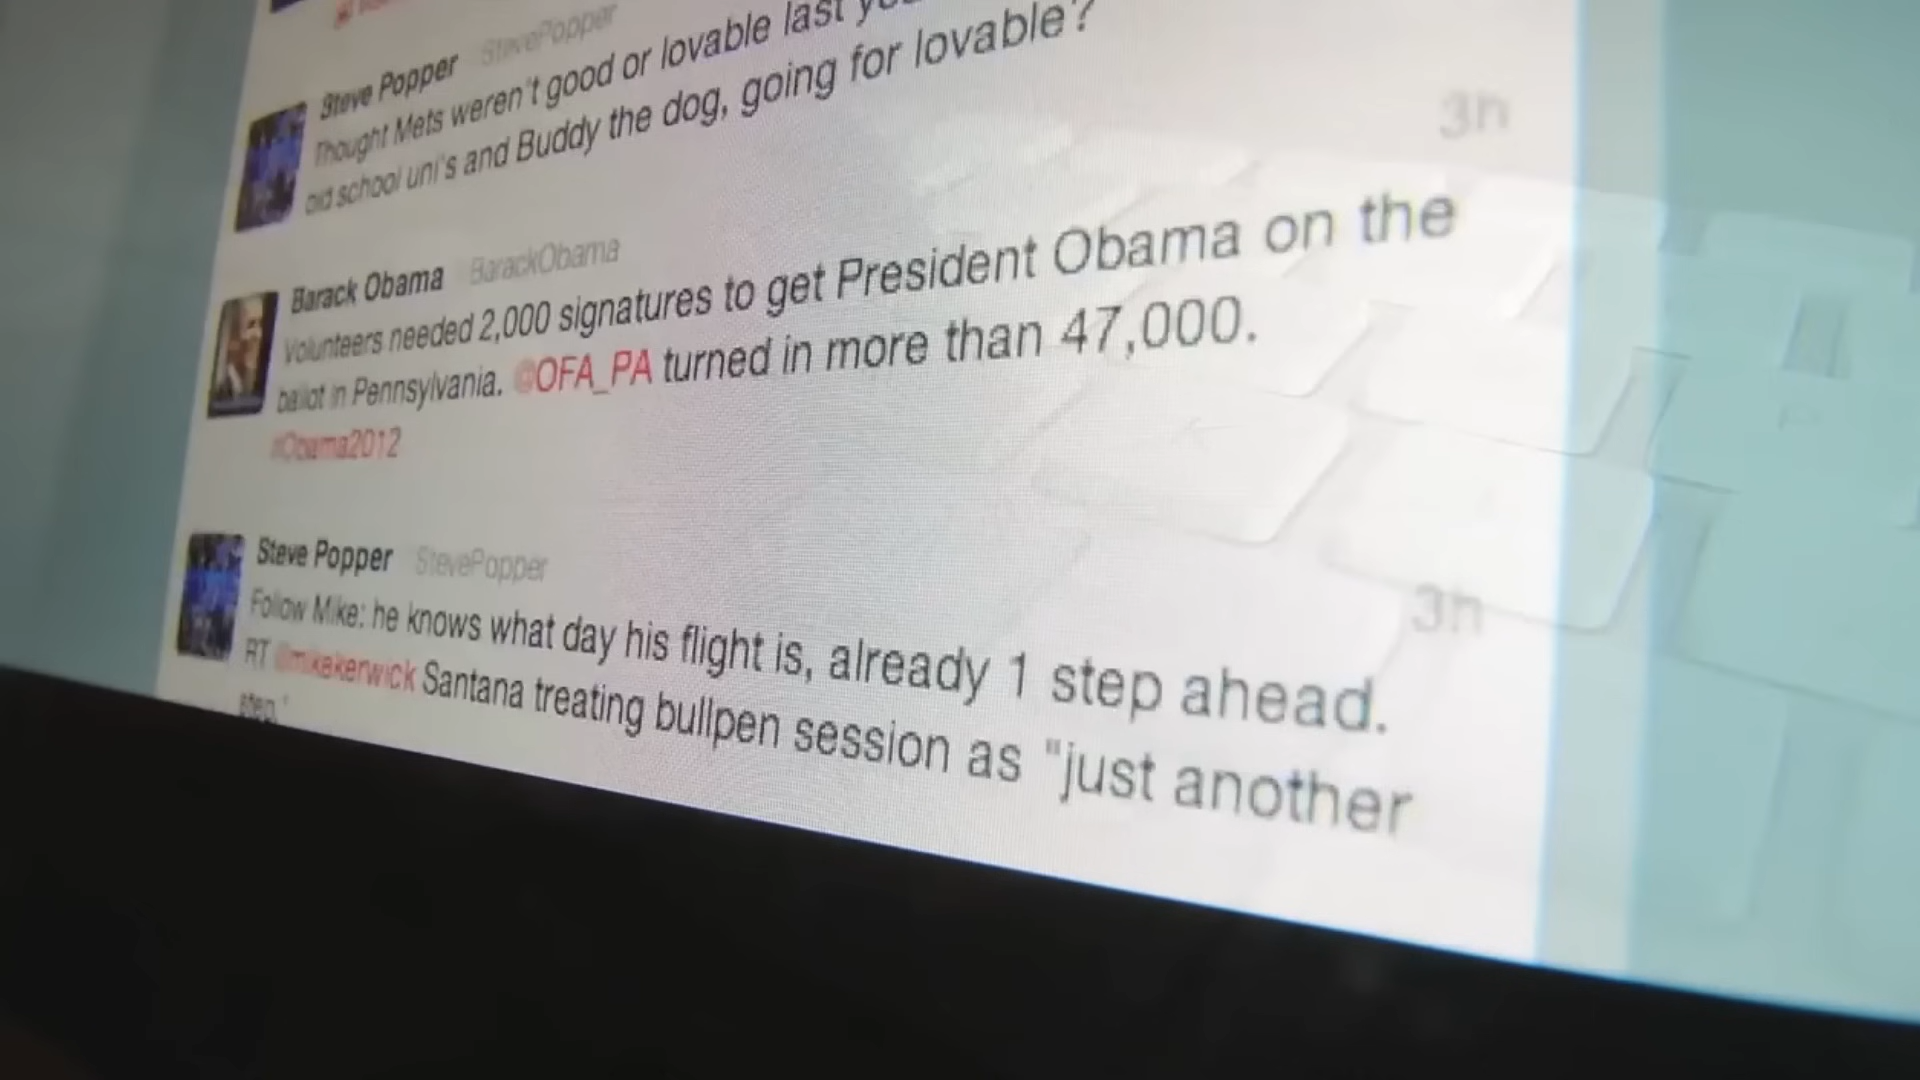 Steve Popper StevePopper
Thought Mets weren't good or lovable last
old school uni's and Buddy the dog, going for lovable?
3h
Barack Obama BarackObama
Volunteers needed 2,000 signatures to get President Obama on the
ballot in Pennsylvania. @OFA_PA turned in more than 47,000.
#Obama2012
3h
Steve Popper StevePopper
Follow Mike: he knows what day his flight is, already 1 step ahead.
RT @mikekerwick Santana treating bullpen session as "just another
step."